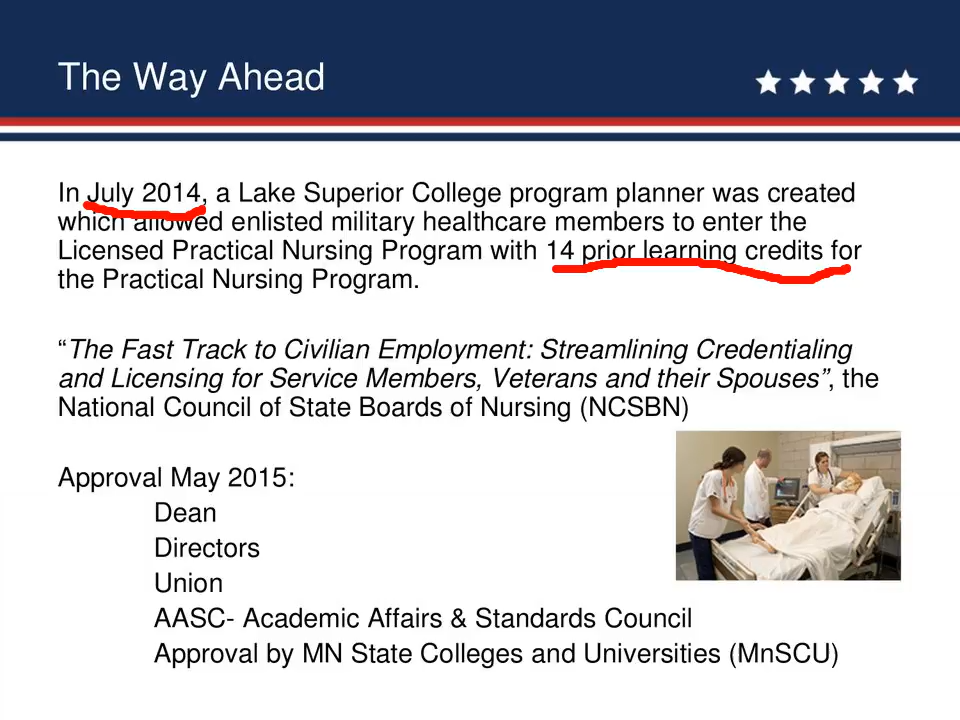 The Way Ahead
In July 2014, a Lake Superior College program planner was created
which allowed enlisted military healthcare members to enter the
Licensed Practical Nursing Program with 14 prior learning credits for
the Practical Nursing Program.
“The Fast Track to Civilian Employment: Streamlining Credentialing
and Licensing for Service Members, Veterans and their Spouses”, the
National Council of State Boards of Nursing (NCSBN)
Approval May 2015:
Dean
Directors
Union
AASC- Academic Affairs & Standards Council
Approval by MN State Colleges and Universities (MnSCU)